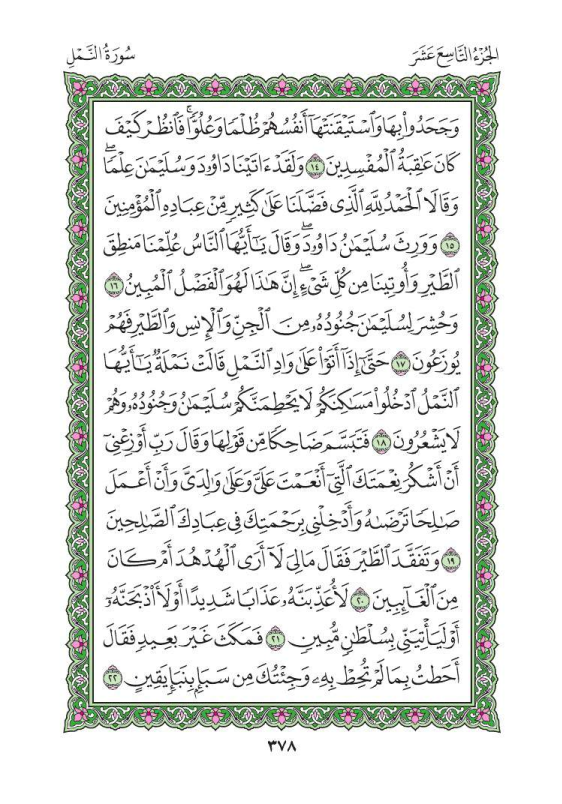 الجُزْءُ التَّاسِعَ عَشَرَ
سُورَةُ النَّمْلِ
وَجَحَدُواْ بِهَا وَٱسْتَيْقَنَتْهَآ أَنفُسُهُمْ ظُلْمًا وَعُلُوًّاۚ فَٱنظُرْ كَيْفَ
كَانَ عَٰقِبَةُ ٱلْمُفْسِدِينَ ١٤ وَلَقَدْ ءَاتَيْنَا دَاوُۥدَ وَسُلَيْمَٰنَ عِلْمًاۖ
وَقَالَا ٱلْحَمْدُ لِلَّهِ ٱلَّذِى فَضَّلَنَا عَلَىٰ كَثِيرٍ مِّنْ عِبَادِهِ ٱلْمُؤْمِنِينَ
١٥ وَوَرِثَ سُلَيْمَٰنُ دَاوُۥدَۖ وَقَالَ يَٰٓأَيُّهَا ٱلنَّاسُ عُلِّمْنَا مَنطِقَ
ٱلطَّيْرِ وَأُوتِينَا مِن كُلِّ شَىْءٍۖ إِنَّ هَٰذَا لَهُوَ ٱلْفَضْلُ ٱلْمُبِينُ ١٦
وَحُشِرَ لِسُلَيْمَٰنَ جُنُودُهُۥ مِنَ ٱلْجِنِّ وَٱلْإِنسِ وَٱلطَّيْرِ فَهُمْ
يُوزَعُونَ ١٧ حَتَّىٰٓ إِذَآ أَتَوْاْ عَلَىٰ وَادِ ٱلنَّمْلِ قَالَتْ نَمْلَةٌ يَٰٓأَيُّهَا
ٱلنَّمْلُ ٱدْخُلُواْ مَسَٰكِنَكُمْ لَا يَحْطِمَنَّكُمْ سُلَيْمَٰنُ وَجُنُودُهُۥ وَهُمْ
لَا يَشْعُرُونَ ١٨ فَتَبَسَّمَ ضَاحِكًا مِّن قَوْلِهَا وَقَالَ رَبِّ أَوْزِعْنِىٓ
أَنْ أَشْكُرَ نِعْمَتَكَ ٱلَّتِىٓ أَنْعَمْتَ عَلَىَّ وَعَلَىٰ وَٰلِدَىَّ وَأَنْ أَعْمَلَ
صَٰلِحًا تَرْضَىٰهُ وَأَدْخِلْنِى بِرَحْمَتِكَ فِى عِبَادِكَ ٱلصَّٰلِحِينَ
١٩ وَتَفَقَّدَ ٱلطَّيْرَ فَقَالَ مَالِىَ لَآ أَرَى ٱلْهُدْهُدَ أَمْ كَانَ
مِنَ ٱلْغَآئِبِينَ ٢٠ لَأُعَذِّبَنَّهُۥ عَذَابًا شَدِيدًا أَوْ لَأَاْذْبَحَنَّهُۥٓ
أَوْ لَيَأْتِيَنِّى بِسُلْطَٰنٍ مُّبِينٍ ٢١ فَمَكَثَ غَيْرَ بَعِيدٍ فَقَالَ
أَحَطتُ بِمَا لَمْ تُحِطْ بِهِۦ وَجِئْتُكَ مِن سَبَإٍۭ بِنَبَإٍ يَقِينٍ ٢٢
٣٧٨